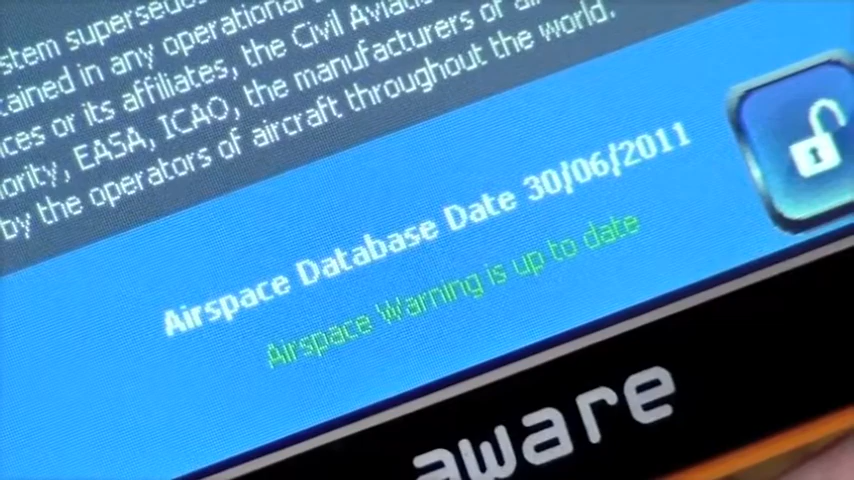 stem supersedes
tained in any operational
ces or its affiliates, the Civil Aviat
ority, EASA, ICAO, the manufacturers of
by the operators of aircraft throughout the world.
Airspace Database Date 30/06/2011
Airspace Warning is up to date
aware